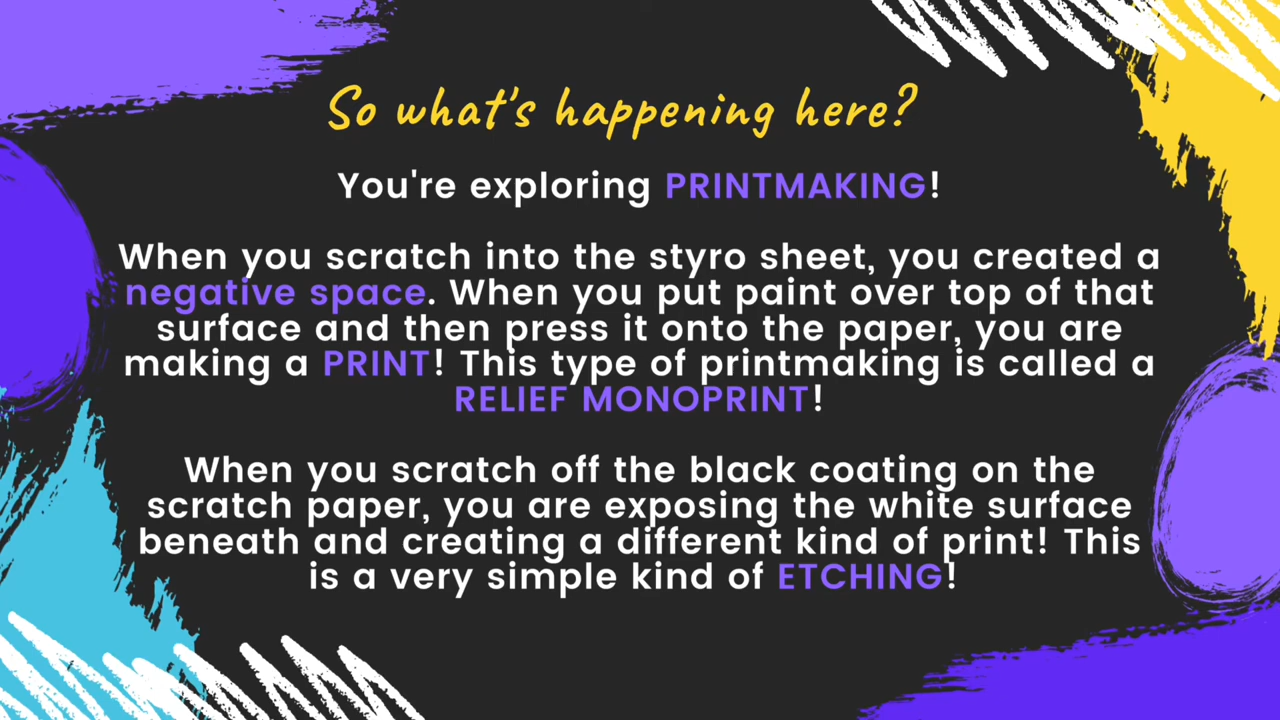 So what's happening here?
You're exploring PRINTMAKING!
When you scratch into the styro sheet, you created a
negative space. When you put paint over top of that
surface and then press it onto the paper, you are
making a PRINT! This type of printmaking is called a
RELIEF MONOPRINT!
When you scratch off the black coating on the
scratch paper, you are exposing the white surface
beneath and creating a different kind of print! This
is a very simple kind of ETCHING!